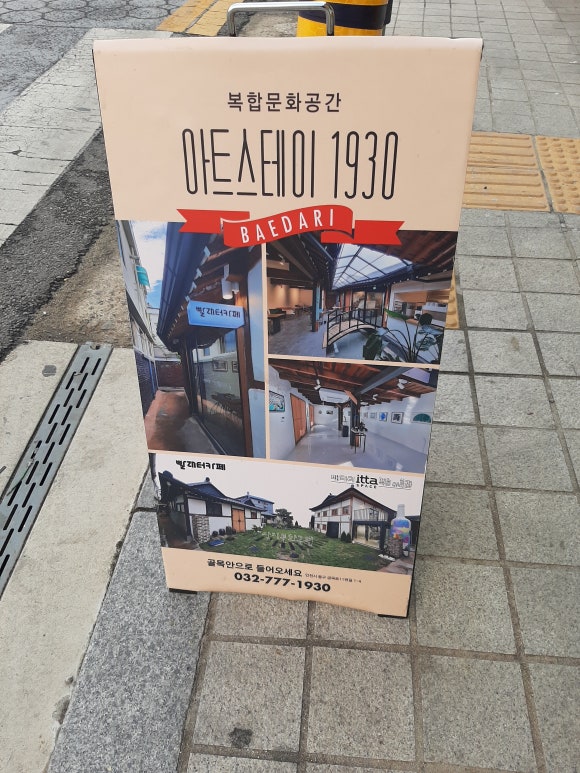 복합문화공간
아트스테이 1930
BAEDARI
빨래터카페
빨래터카페
itta
SPACE
골목안으로 들어오세요
032-777-1930